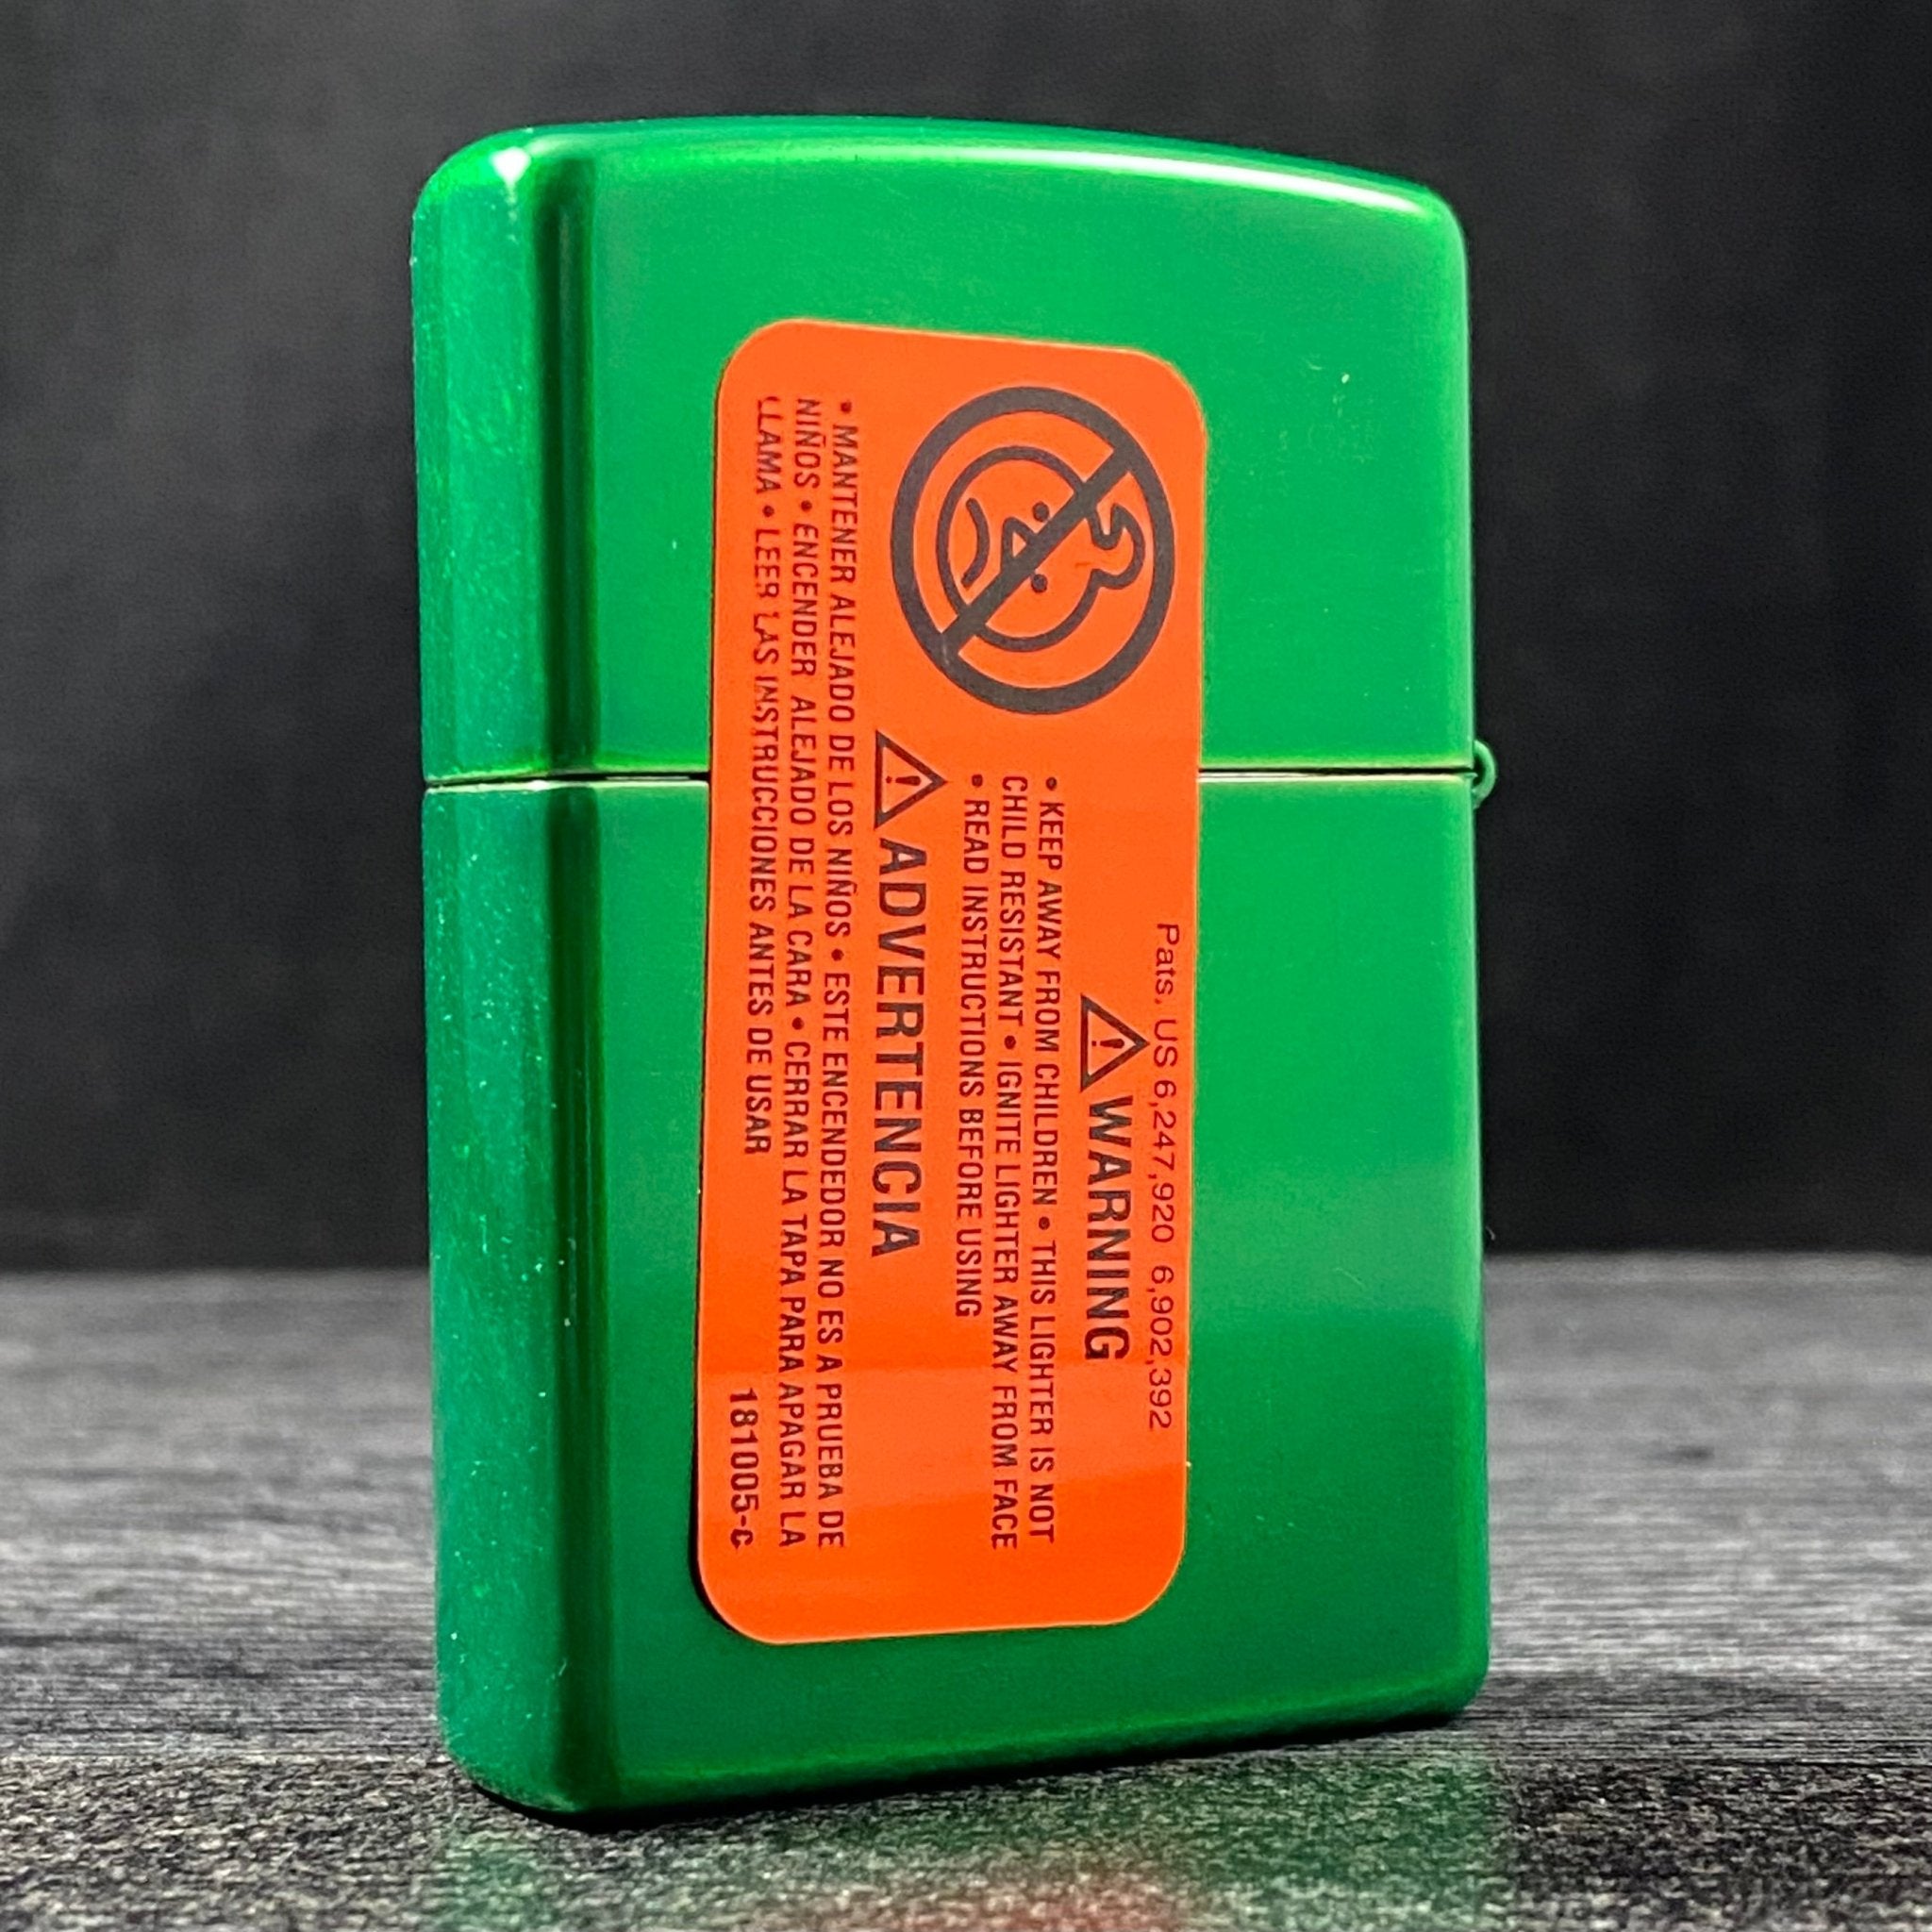 Pats. US 6,247,920 6,902,392
WARNING
• KEEP AWAY FROM CHILDREN • THIS LIGHTER IS NOT
CHILD RESISTANT • IGNITE LIGHTER AWAY FROM FACE
• READ INSTRUCTIONS BEFORE USING
ADVERTENCIA
• MANTENER ALEJADO DE LOS NIÑOS • ESTE ENCENDEDOR NO ES A PRUEBA DE
NIÑOS • ENCENDER ALEJADO DE LA CARA • CERRAR LA TAPA PARA APAGAR LA
LLAMA • LEER LAS INSTRUCCIONES ANTES DE USAR
181005-C